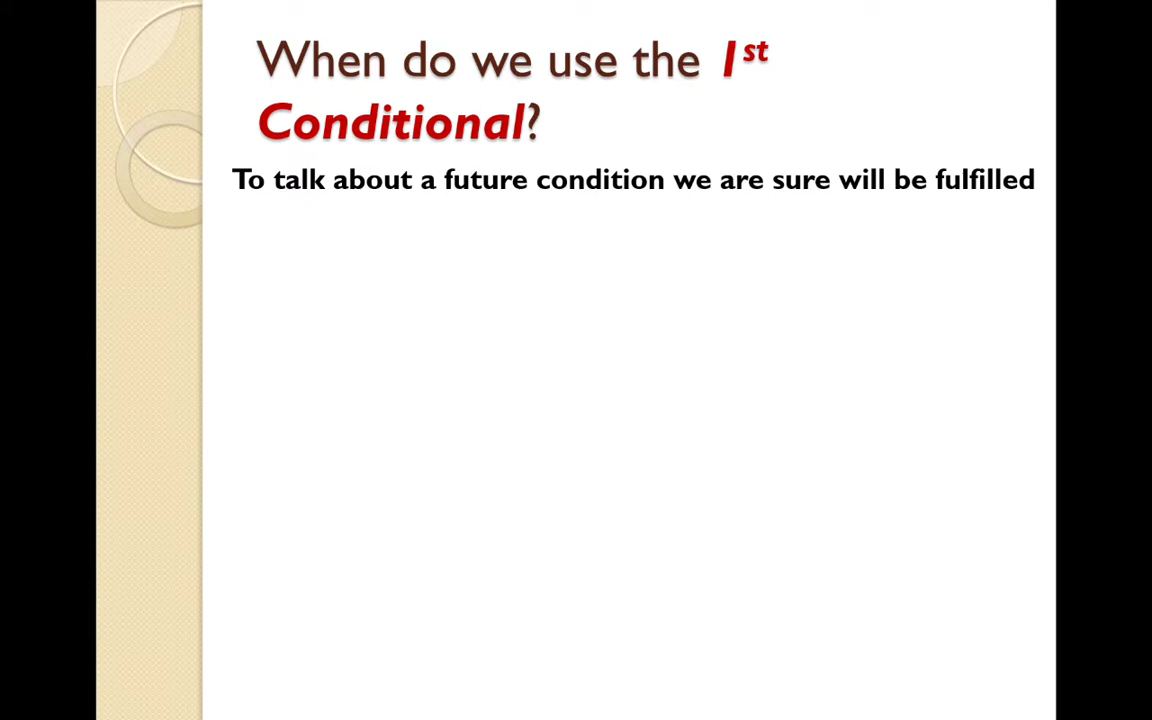 When do we use the 1st
Conditional?
To talk about a future condition we are sure will be fulfilled